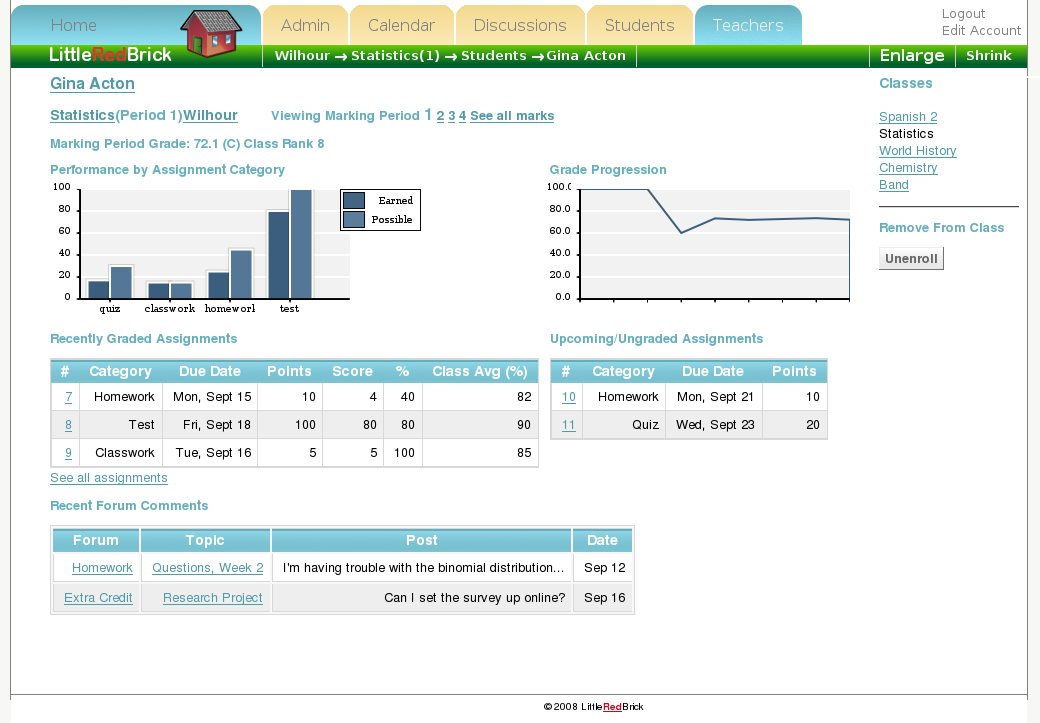 Home Admin Calendar Discussions Students Teachers Logout
Edit Account
LittleRedBrick Wilhour → Statistics(1) → Students → Gina Acton Enlarge Shrink
Gina Acton
Statistics(Period 1)Wilhour Viewing Marking Period 1 2 3 4 See all marks
Marking Period Grade: 72.1 (C) Class Rank 8
Performance by Assignment Category
100
80
60
40
20
0
quiz classwork homework test
Earned
Possible
Grade Progression
100.0
80.0
60.0
40.0
20.0
0.0
Recently Graded Assignments
# Category Due Date Points Score % Class Avg (%)
7 Homework Mon, Sept 15 10 4 40 82
8 Test Fri, Sept 18 100 80 80 90
9 Classwork Tue, Sept 16 5 5 100 85
See all assignments
Upcoming/Ungraded Assignments
# Category Due Date Points
10 Homework Mon, Sept 21 10
11 Quiz Wed, Sept 23 20
Recent Forum Comments
Forum Topic Post Date
Homework Questions, Week 2 I'm having trouble with the binomial distribution... Sep 12
Extra Credit Research Project Can I set the survey up online? Sep 16
Classes
Spanish 2
Statistics
World History
Chemistry
Band
Remove From Class
Unenroll
© 2008 LittleRedBrick